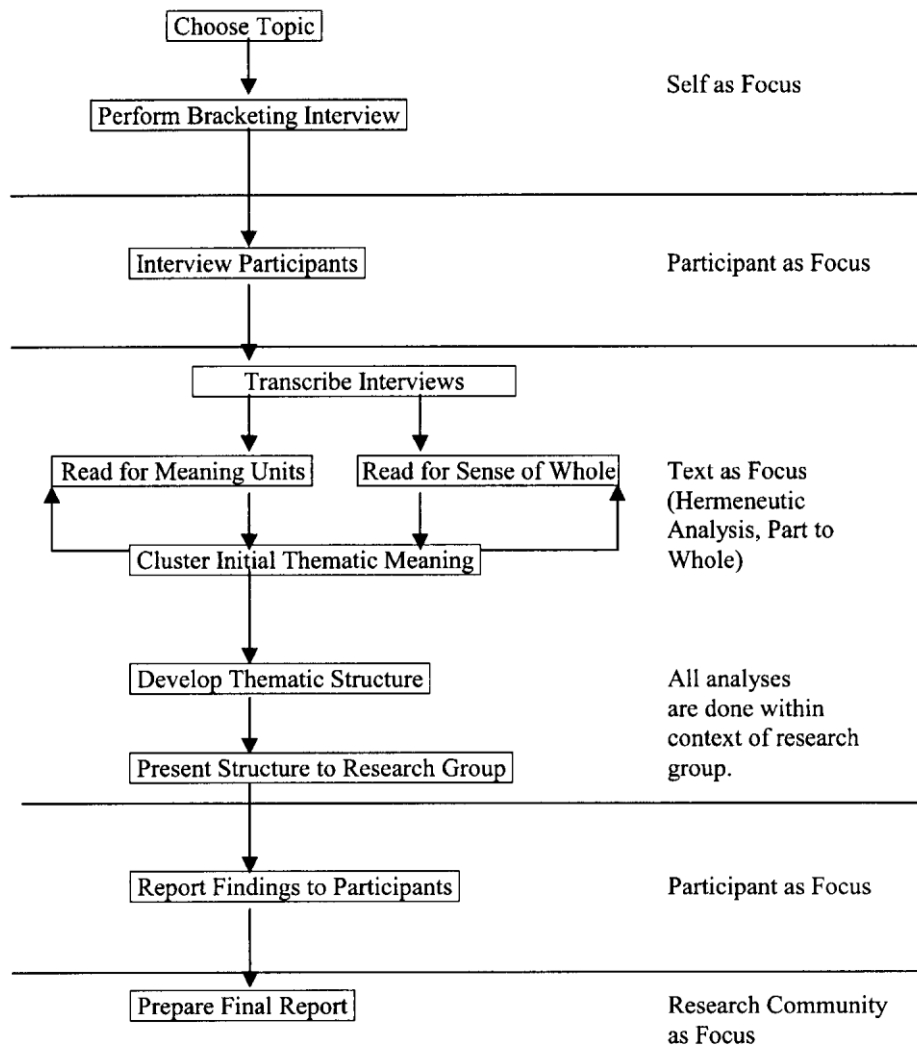 Choose Topic
Self as Focus
Perform Bracketing Interview
Interview Participants
Participant as Focus
Transcribe Interviews
Read for Meaning Units
Read for Sense of Whole
Text as Focus
(Hermeneutic
Analysis, Part to
Whole)
Cluster Initial Thematic Meaning
Develop Thematic Structure
All analyses
are done within
context of research
group.
Present Structure to Research Group
Report Findings to Participants
Participant as Focus
Prepare Final Report
Research Community
as Focus